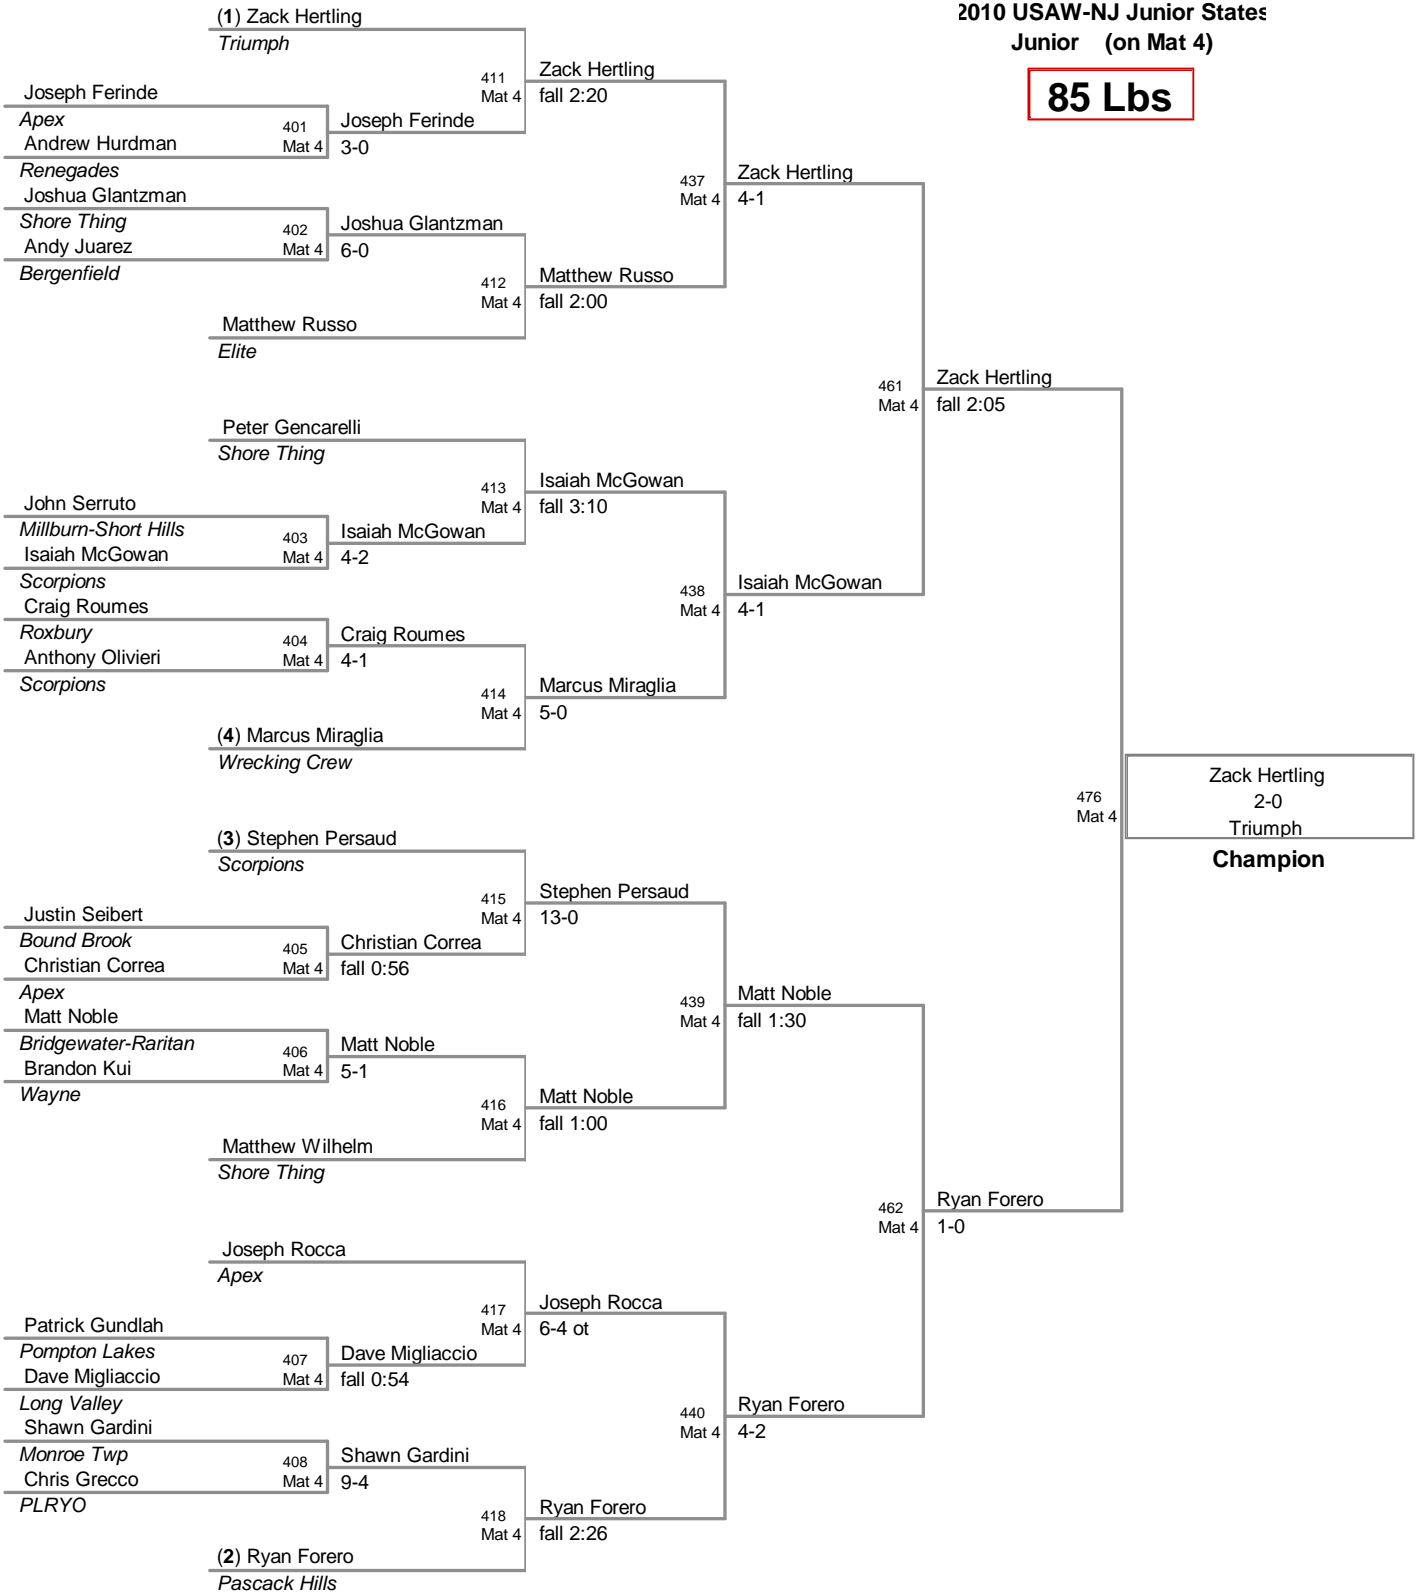 2010 USAW-NJ Junior States
Junior (on Mat 4)
85 Lbs
(1) Zack Hertling
Triumph
Joseph Ferinde
Apex
Andrew Hurdman
Renegades
Joshua Glantzman
Shore Thing
Andy Juarez
Bergenfield
401
Mat 4
Joseph Ferinde
3-0
402
Mat 4
Joshua Glantzman
6-0
Matthew Russo
Elite
411
Mat 4
Zack Hertling
fall 2:20
412
Mat 4
Matthew Russo
fall 2:00
437
Mat 4
Zack Hertling
4-1
Peter Gencarelli
Shore Thing
John Serruto
Millburn-Short Hills
Isaiah McGowan
Scorpions
Craig Roumes
Roxbury
Anthony Olivieri
Scorpions
403
Mat 4
Isaiah McGowan
4-2
404
Mat 4
Craig Roumes
4-1
(4) Marcus Miraglia
Wrecking Crew
413
Mat 4
Isaiah McGowan
fall 3:10
414
Mat 4
Marcus Miraglia
5-0
438
Mat 4
Isaiah McGowan
4-1
461
Mat 4
Zack Hertling
fall 2:05
(3) Stephen Persaud
Scorpions
Justin Seibert
Bound Brook
Christian Correa
Apex
Matt Noble
Bridgewater-Raritan
Brandon Kui
Wayne
405
Mat 4
Christian Correa
fall 0:56
406
Mat 4
Matt Noble
5-1
Matthew Wilhelm
Shore Thing
415
Mat 4
Stephen Persaud
13-0
416
Mat 4
Matt Noble
fall 1:00
439
Mat 4
Matt Noble
fall 1:30
Joseph Rocca
Apex
Patrick Gundlah
Pompton Lakes
Dave Migliaccio
Long Valley
Shawn Gardini
Monroe Twp
Chris Grecco
PLRYO
407
Mat 4
Dave Migliaccio
fall 0:54
408
Mat 4
Shawn Gardini
9-4
(2) Ryan Forero
Pascack Hills
417
Mat 4
Joseph Rocca
6-4 ot
418
Mat 4
Ryan Forero
fall 2:26
440
Mat 4
Ryan Forero
4-2
462
Mat 4
Ryan Forero
1-0
476
Mat 4
Zack Hertling
2-0
Triumph
Champion